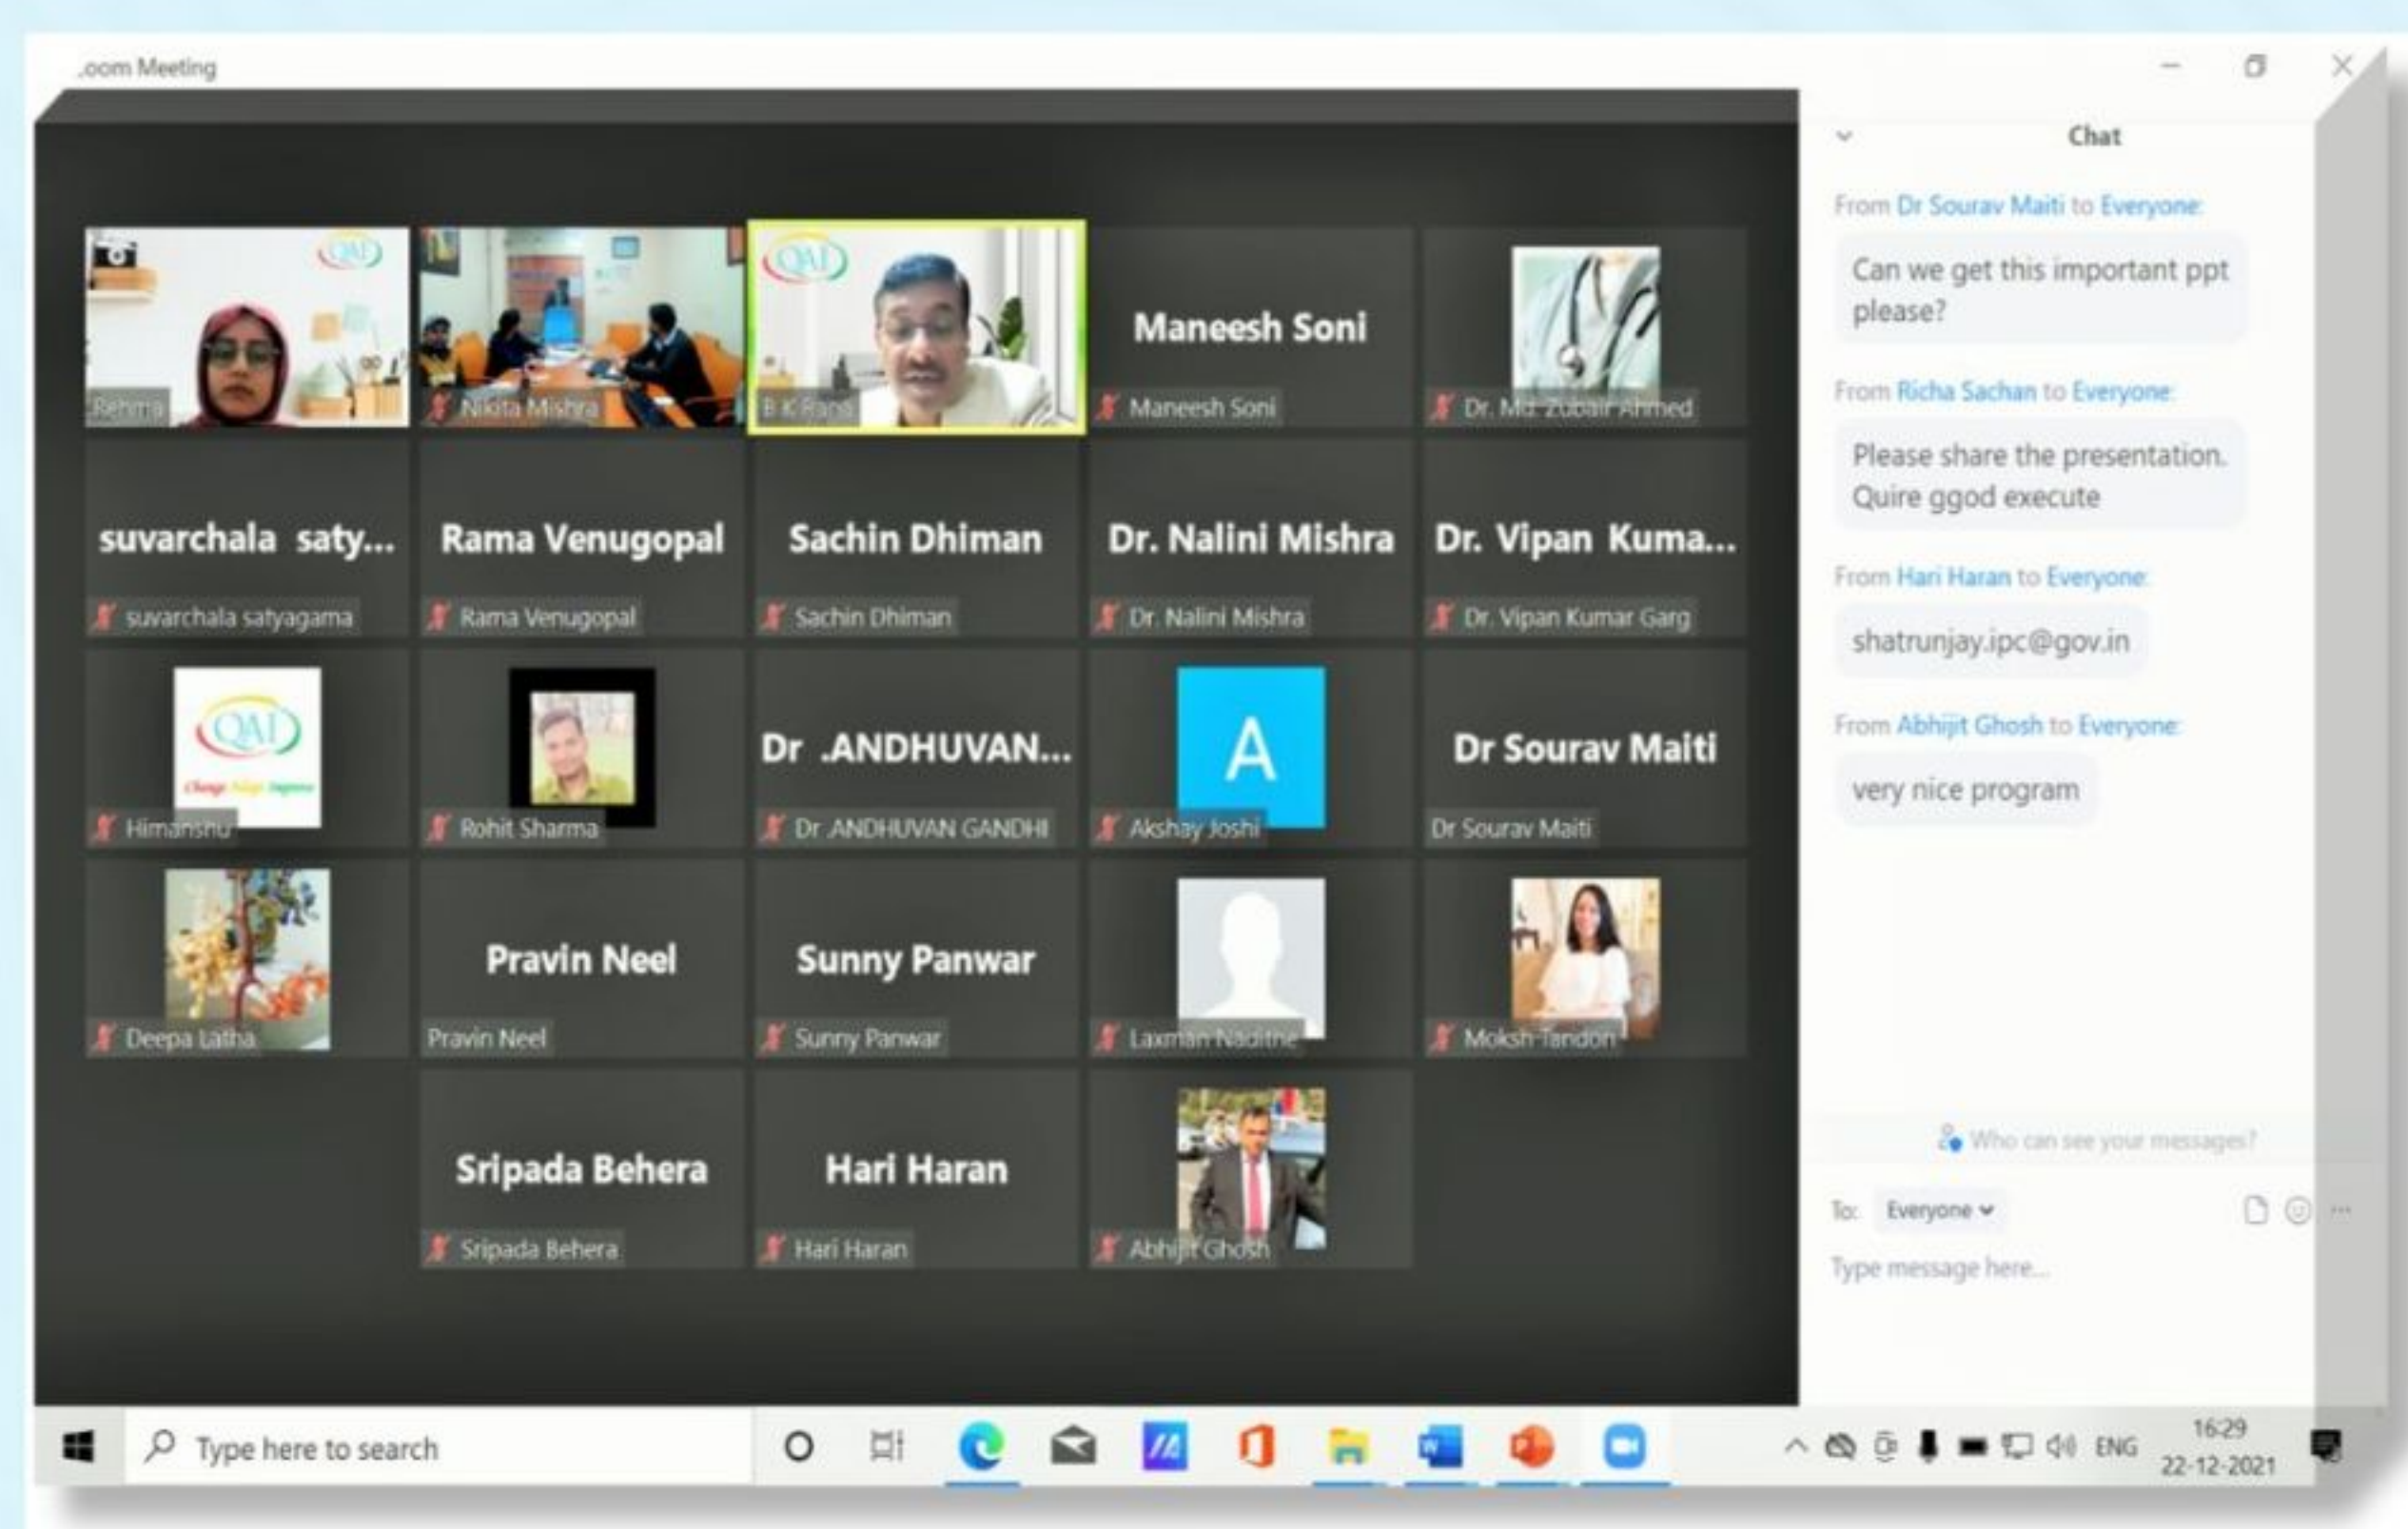 .oom Meeting
QAI
Rehma
Nikita Mishra
QAI
B K Rana
Maneesh Soni
Maneesh Soni
Dr. Md. Zubair Ahmed
suvarchala saty...
suvarchala satyagama
Rama Venugopal
Rama Venugopal
Sachin Dhiman
Sachin Dhiman
Dr. Nalini Mishra
Dr. Nalini Mishra
Dr. Vipan Kuma...
Dr. Vipan Kumar Garg
QAI
Change Adapt Improve
Himanshu
Rohit Sharma
Dr .ANDHUVAN...
Dr .ANDHUVAN GANDHI
A
Akshay Joshi
Dr Sourav Maiti
Dr Sourav Maiti
Deepa Latha
Pravin Neel
Pravin Neel
Sunny Panwar
Sunny Panwar
Laxman Naditne
Moksh Tandon
Sripada Behera
Sripada Behera
Hari Haran
Hari Haran
Abhijit Ghosh
Chat
From Dr Sourav Maiti to Everyone:
Can we get this important ppt
please?
From Richa Sachan to Everyone:
Please share the presentation.
Quire ggod execute
From Hari Haran to Everyone:
shatrunjay.ipc@gov.in
From Abhijit Ghosh to Everyone:
very nice program
Who can see your messages?
To: Everyone
Type message here...
Type here to search
ENG
16:29
22-12-2021